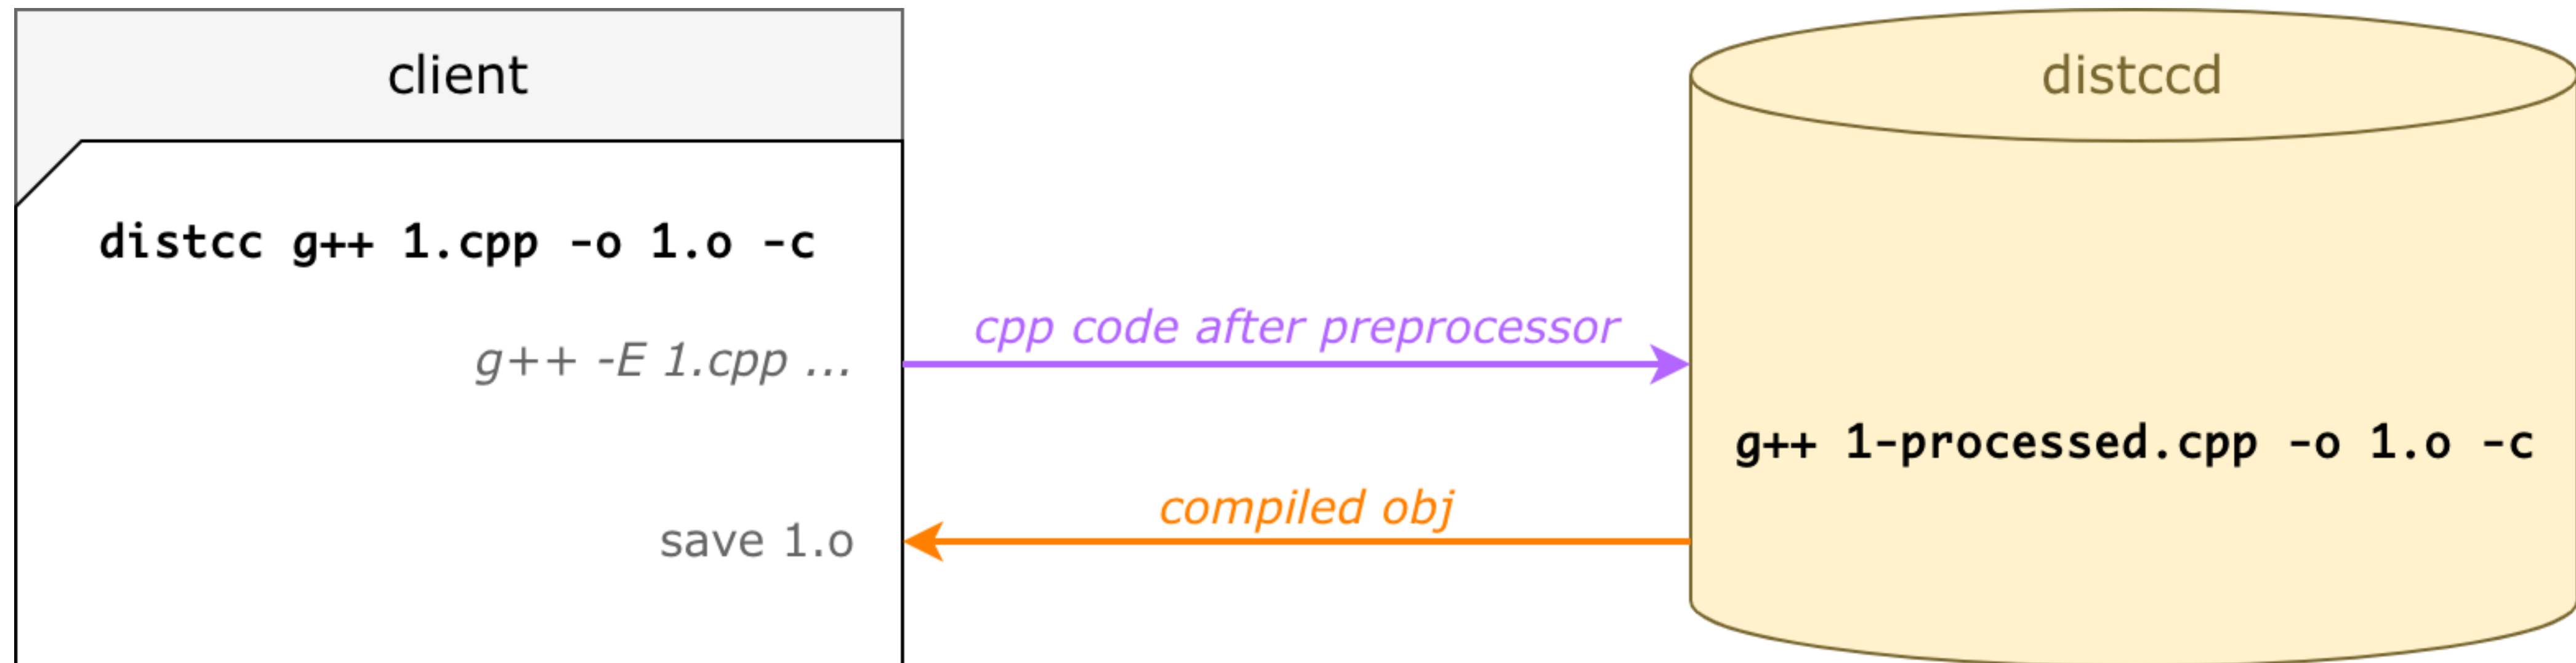 client
distccd
distcc g++ 1.cpp -o 1.o -c
cpp code after preprocessor
g++ -E 1.cpp ...
g++ 1-processed.cpp -o 1.o -c
compiled obj
save 1.o